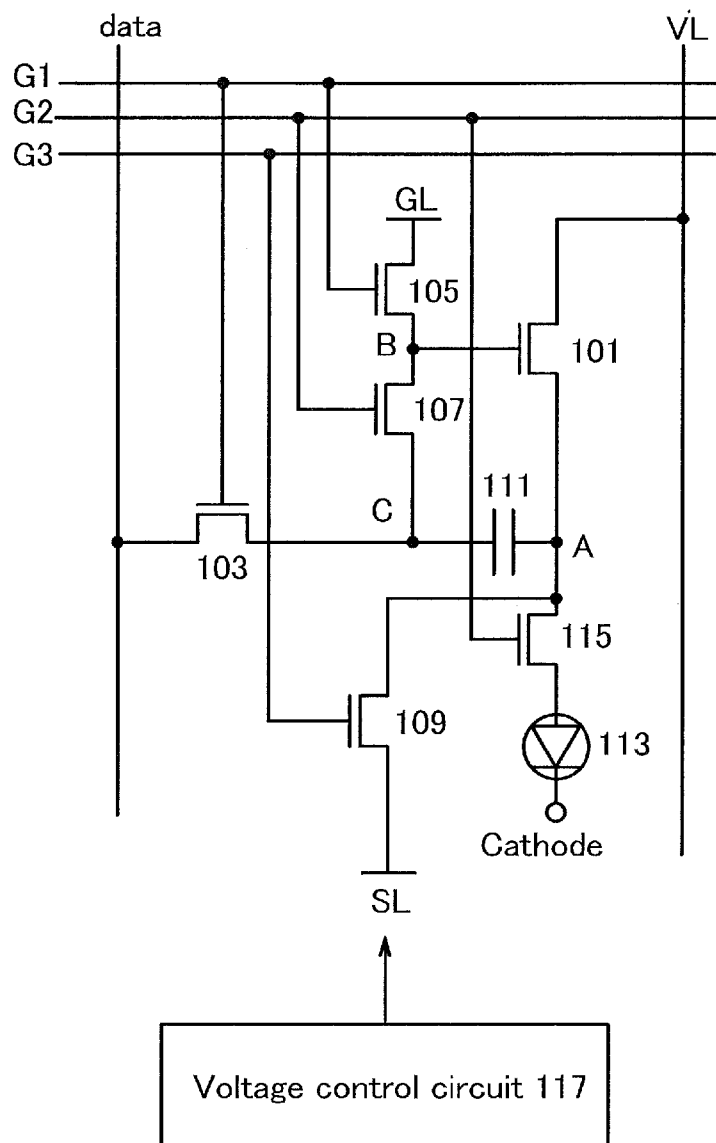 data
VL
G1
G2
G3
GL
105
B
101
107
111
C
A
103
115
109
113
Cathode
SL
Voltage control circuit 117